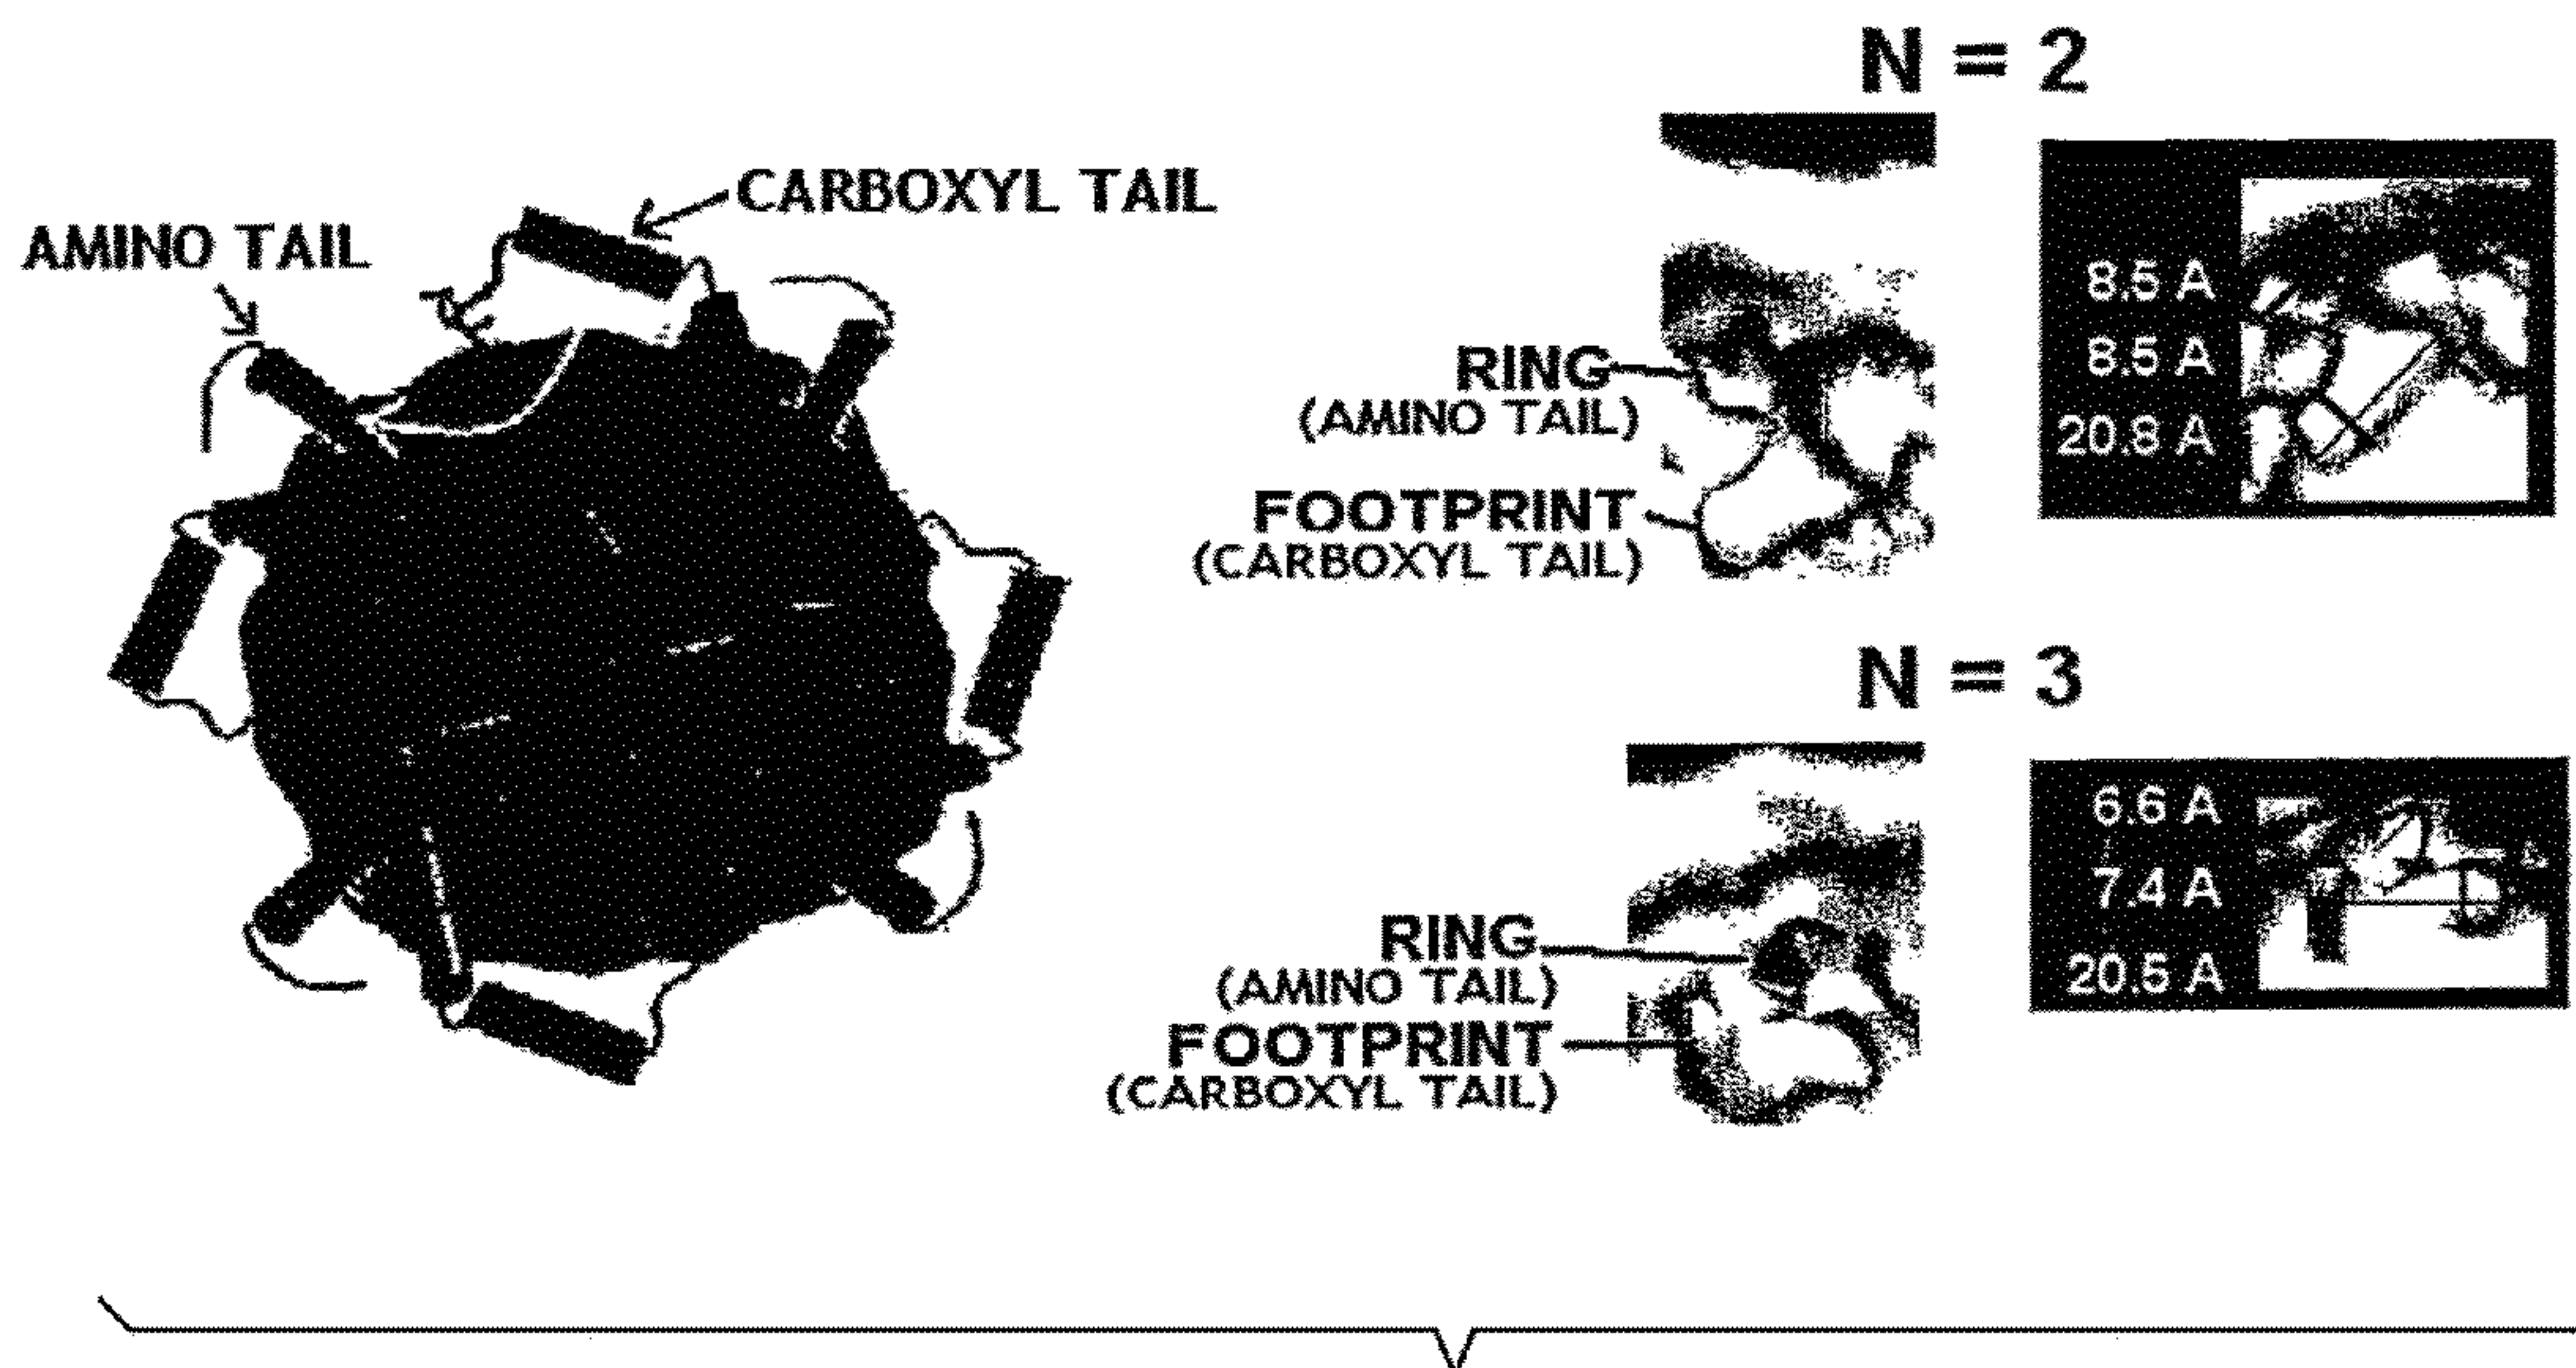 AMINO TAIL
CARBOXYL TAIL
N = 2
RING
(AMINO TAIL)
FOOTPRINT
(CARBOXYL TAIL)
8.5 A
8.5 A
20.8 A
N = 3
RING
(AMINO TAIL)
FOOTPRINT
(CARBOXYL TAIL)
6.6 A
7.4 A
20.5 A